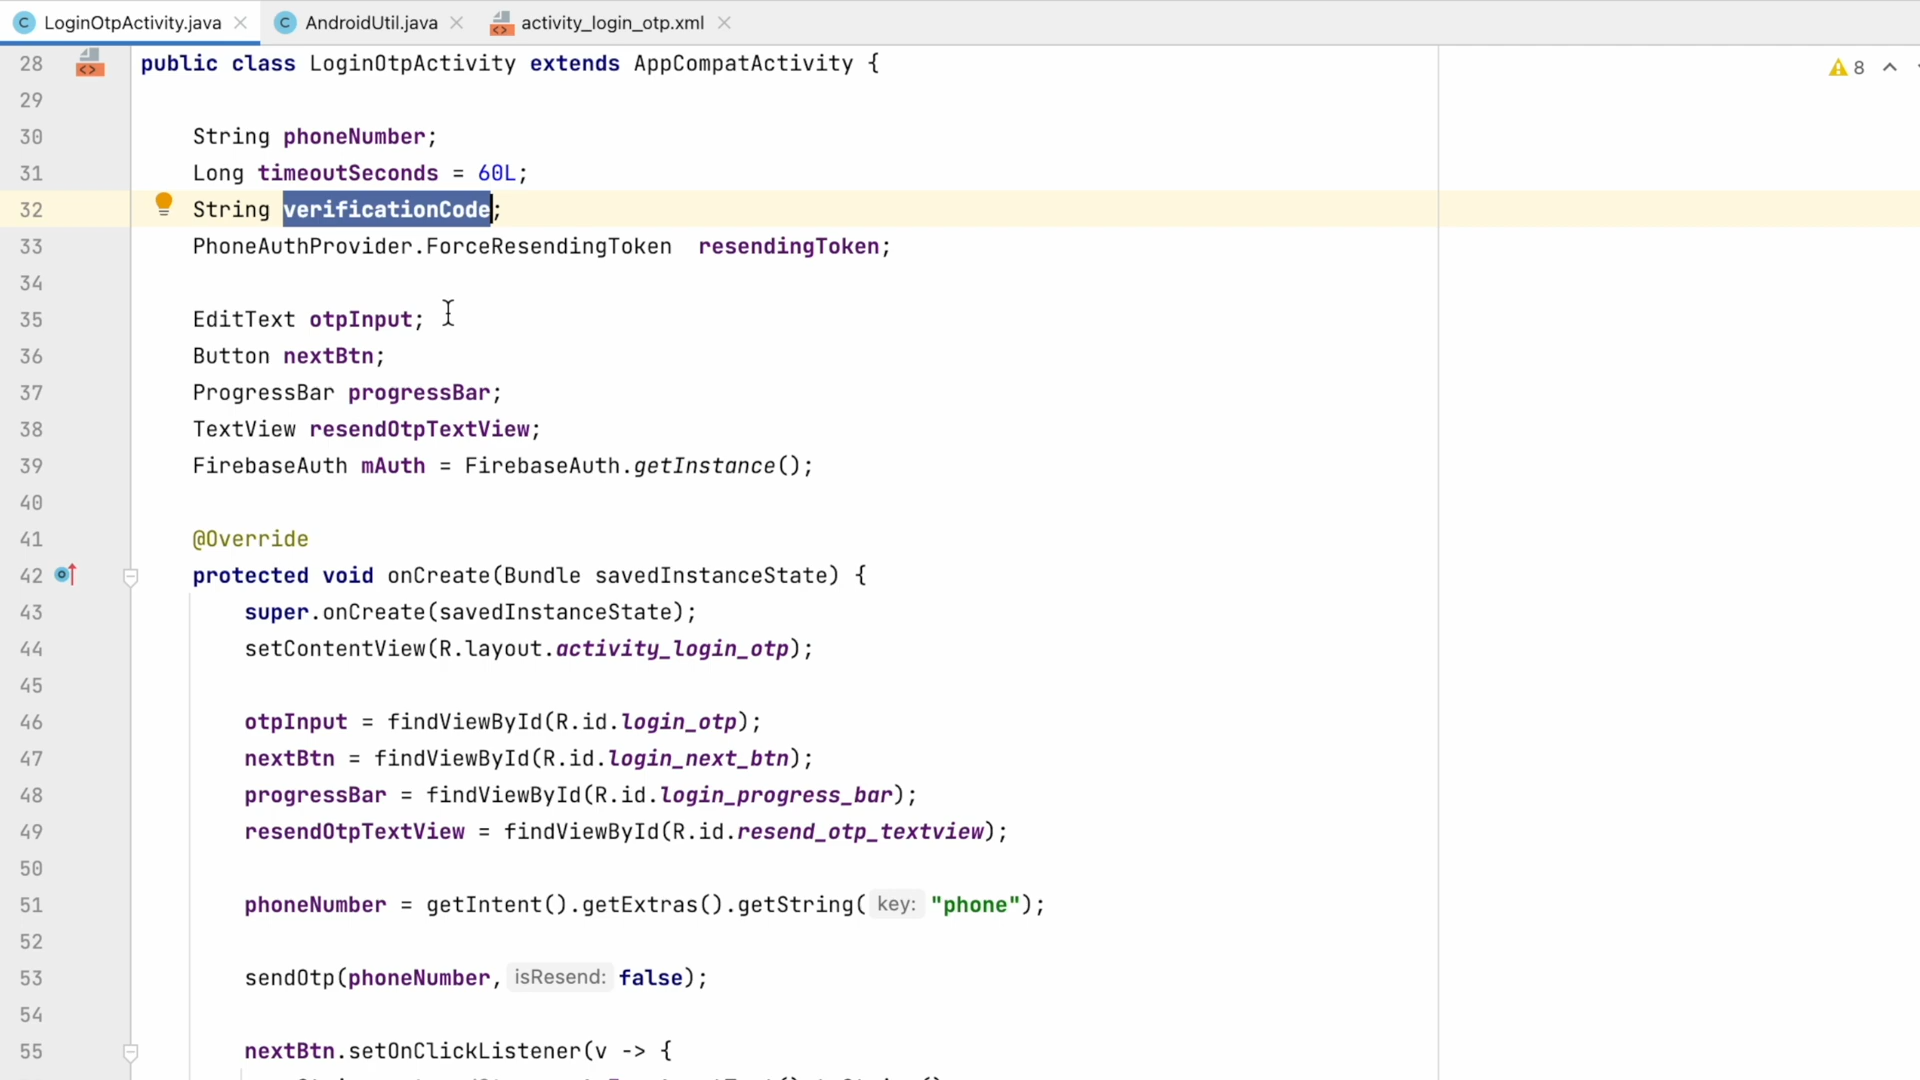 LoginOtpActivity.java
AndroidUtil.java
activity_login_otp.xml
28 public class LoginOtpActivity extends AppCompatActivity {
8
29
30 String phoneNumber;
31 Long timeoutSeconds = 60L;
32 String verificationCode;
33 PhoneAuthProvider.ForceResendingToken  resendingToken;
34
35 EditText otpInput;
36 Button nextBtn;
37 ProgressBar progressBar;
38 TextView resendOtpTextView;
39 FirebaseAuth mAuth = FirebaseAuth.getInstance();
40
41 @Override
42 protected void onCreate(Bundle savedInstanceState) {
43 super.onCreate(savedInstanceState);
44 setContentView(R.layout.activity_login_otp);
45
46 otpInput = findViewById(R.id.login_otp);
47 nextBtn = findViewById(R.id.login_next_btn);
48 progressBar = findViewById(R.id.login_progress_bar);
49 resendOtpTextView = findViewById(R.id.resend_otp_textview);
50
51 phoneNumber = getIntent().getExtras().getString( key: "phone");
52
53 sendOtp(phoneNumber, isResend: false);
54
55 nextBtn.setOnClickListener(v -> {